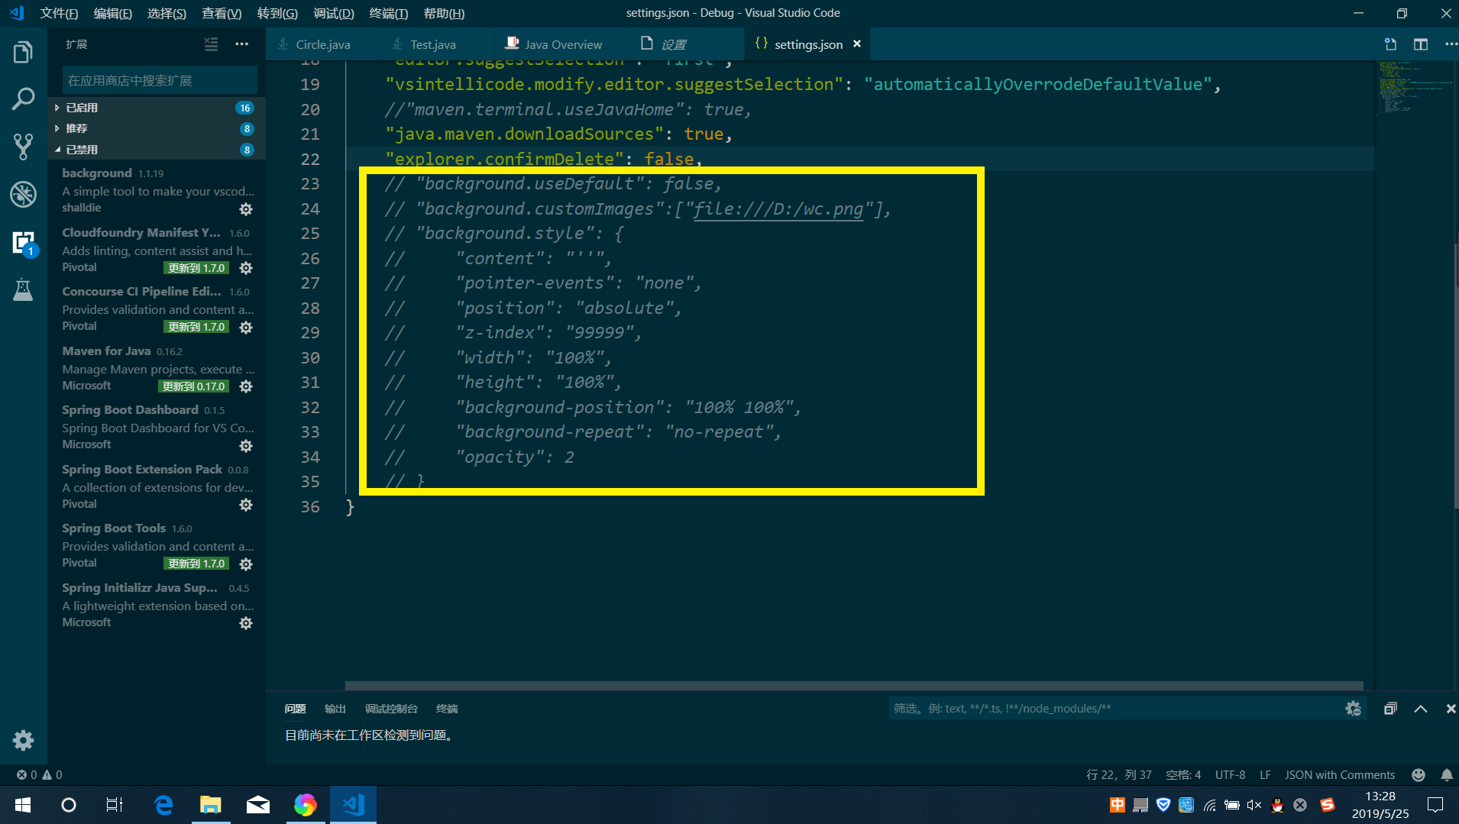 文件(F) 编辑(E) 选择(S) 查看(V) 转到(G) 调试(D) 终端(T) 帮助(H) settings.json - Debug - Visual Studio Code
扩展
Circle.java Test.java Java Overview 设置 {} settings.json
在应用商店中搜索扩展
已启用 16
推荐 8
已禁用 8
background 1.1.19
A simple tool to make your vscod...
shalldie
Cloudfoundry Manifest Y... 1.6.0
Adds linting, content assist and h...
Pivotal 更新到 1.7.0
Concourse CI Pipeline Edi... 1.6.0
Provides validation and content a...
Pivotal 更新到 1.7.0
Maven for Java 0.16.2
Manage Maven projects, execute ...
Microsoft 更新到 0.17.0
Spring Boot Dashboard 0.1.5
Spring Boot Dashboard for VS Co...
Microsoft
Spring Boot Extension Pack 0.0.8
A collection of extensions for dev...
Pivotal
Spring Boot Tools 1.6.0
Provides validation and content a...
Pivotal 更新到 1.7.0
Spring Initializr Java Sup... 0.4.5
A lightweight extension based on...
Microsoft
1
18 "editor.suggestSelection": "first",
19 "vsintellicode.modify.editor.suggestSelection": "automaticallyOverrodeDefaultValue",
20 //"maven.terminal.useJavaHome": true,
21 "java.maven.downloadSources": true,
22 "explorer.confirmDelete": false,
23 // "background.useDefault": false,
24 // "background.customImages":["file:///D:/wc.png"],
25 // "background.style": {
26 // "content": "''",
27 // "pointer-events": "none",
28 // "position": "absolute",
29 // "z-index": "99999",
30 // "width": "100%",
31 // "height": "100%",
32 // "background-position": "100% 100%",
33 // "background-repeat": "no-repeat",
34 // "opacity": 2
35 // }
36 }
问题 输出 调试控制台 终端 筛选。例: text, **/*.ts, !**/node_modules/**
目前尚未在工作区检测到问题。
0 0 行 22，列 37 空格: 4 UTF-8 LF JSON with Comments
中 13:28
2019/5/25